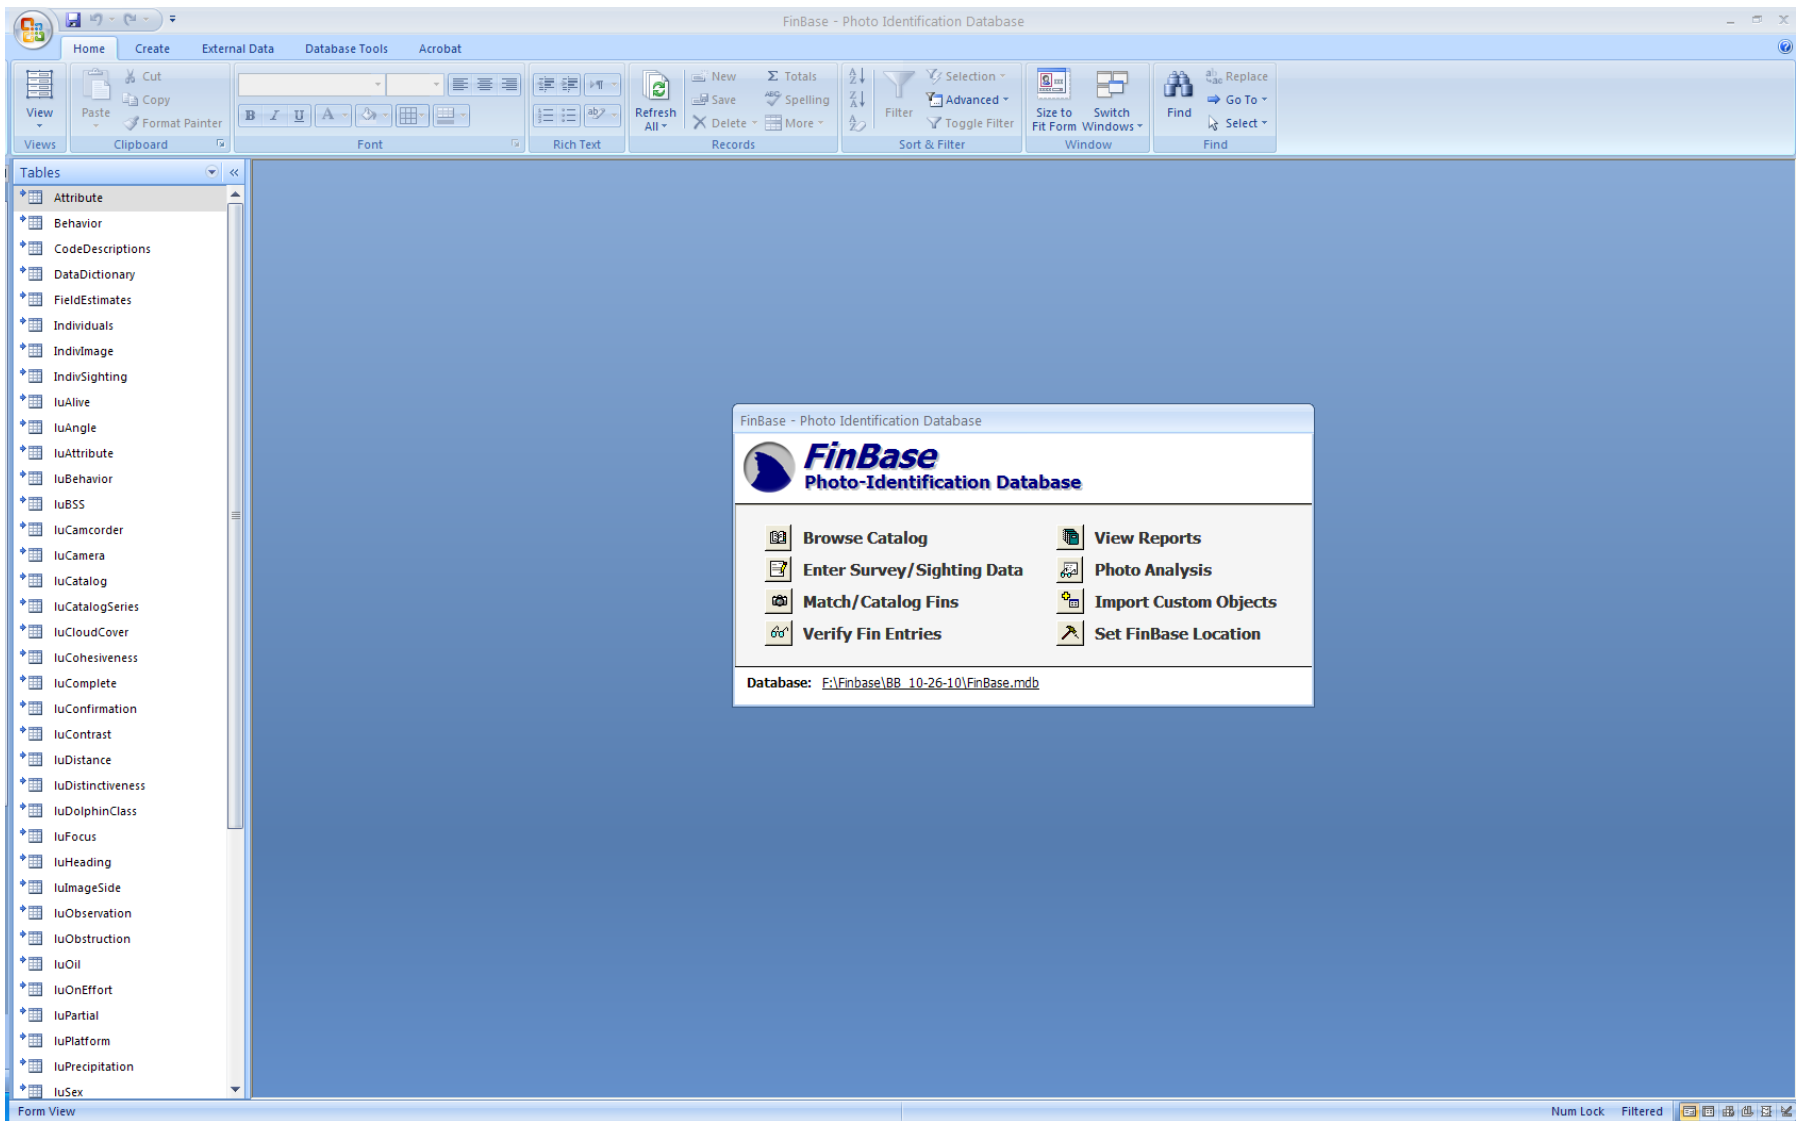 FinBase - Photo Identification Database
Home Create External Data Database Tools Acrobat
View
Views
Paste
Cut
Copy
Format Painter
Clipboard
B I U A
Font
ab
Rich Text
Refresh
All
New
Save
Delete
Σ Totals
ABC Spelling
More
Records
Filter
Selection
Advanced
Toggle Filter
Sort & Filter
Size to
Fit Form
Switch
Windows
Window
Find
Replace
Go To
Select
Find
Tables
Attribute
Behavior
CodeDescriptions
DataDictionary
FieldEstimates
Individuals
IndivImage
IndivSighting
luAlive
luAngle
luAttribute
luBehavior
luBSS
luCamcorder
luCamera
luCatalog
luCatalogSeries
luCloudCover
luCohesiveness
luComplete
luConfirmation
luContrast
luDistance
luDistinctiveness
luDolphinClass
luFocus
luHeading
luImageSide
luObservation
luObstruction
luOil
luOnEffort
luPartial
luPlatform
luPrecipitation
luSex
FinBase - Photo Identification Database
FinBase
Photo-Identification Database
Browse Catalog
Enter Survey/Sighting Data
Match/Catalog Fins
Verify Fin Entries
View Reports
Photo Analysis
Import Custom Objects
Set FinBase Location
Database: F:\Finbase\BB_10-26-10\FinBase.mdb
Form View
Num Lock Filtered